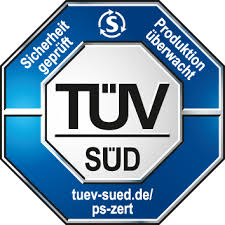 Sicherheit
geprüft
S
Produktion
überwacht
TÜV
SÜD
tuev-sued.de/
ps-zert